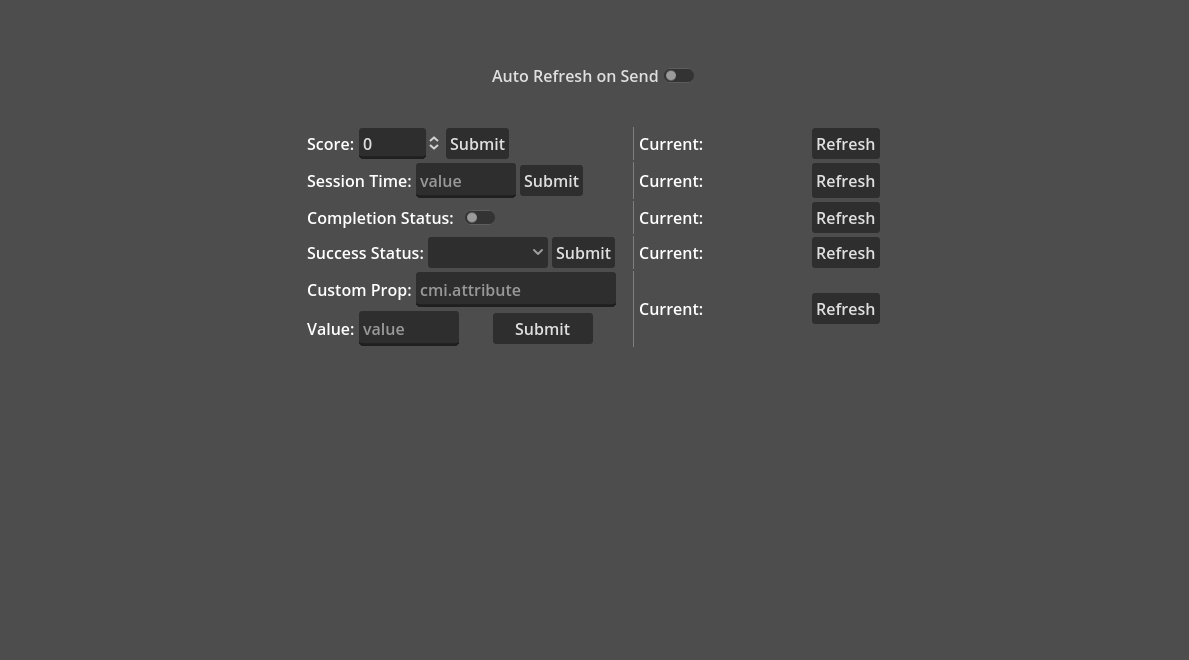 Auto Refresh on Send
Score: 0 Submit Current: Refresh
Session Time: value Submit Current: Refresh
Completion Status: Current: Refresh
Success Status: Submit Current: Refresh
Custom Prop: cmi.attribute
Current: Refresh
Value: value Submit